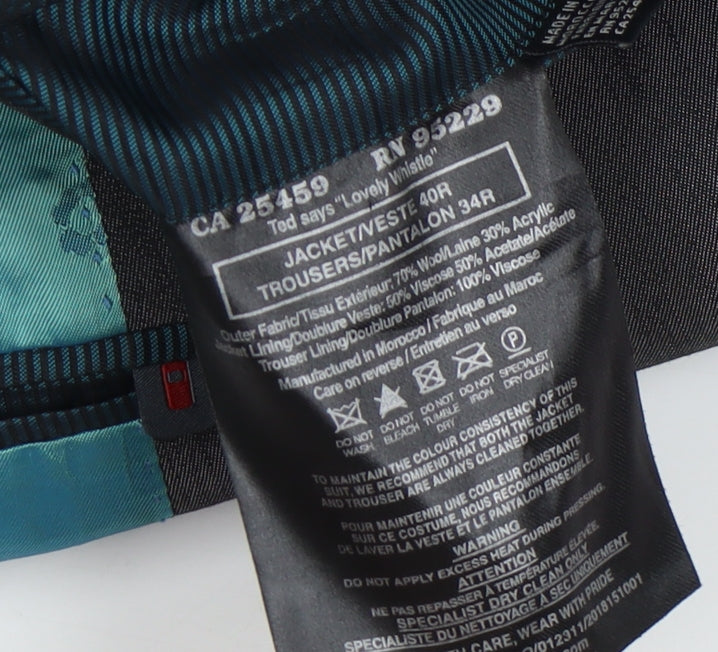 MADE IN
CA 25459 RN 95229
Ted says "Lovely Whistle"
JACKET/VESTE 40R
TROUSERS/PANTALON 34R
Outer Fabric/Tissu Extérieur: 70% Wool/Laine 30% Acrylic
Jacket Lining/Doublure Veste: 50% Viscose 50% Acetate/Acétate
Trouser Lining/Doublure Pantalon: 100% Viscose
Manufactured in Morocco / Fabriqué au Maroc
Care on reverse / Entretien au verso
P
DO NOT WASH
DO NOT BLEACH
DO NOT TUMBLE DRY
DO NOT IRON
SPECIALIST DRY CLEAN
TO MAINTAIN THE COLOUR CONSISTENCY OF THIS
SUIT, WE RECOMMEND THAT BOTH THE JACKET
AND TROUSER ARE ALWAYS CLEANED TOGETHER.
POUR MAINTENIR UNE COULEUR CONSTANTE
SUR CE COSTUME, NOUS RECOMMANDONS
DE LAVER LA VESTE ET LE PANTALON ENSEMBLE.
WARNING
DO NOT APPLY EXCESS HEAT DURING PRESSING.
ATTENTION
NE PAS REPASSER À TEMPÉRATURE ÉLEVÉE.
SPECIALIST DRY CLEAN ONLY
SPÉCIALISTE DU NETTOYAGE A SEC UNIQUEMENT
CARE, WEAR WITH PRIDE
/D12311/2018151001